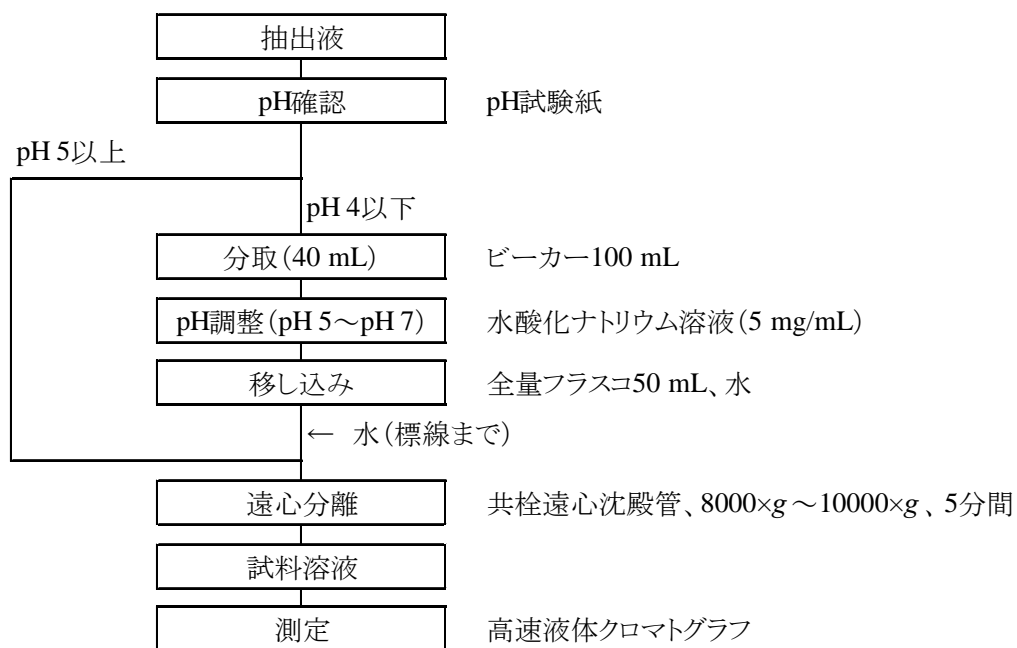 抽出液
pH確認 pH試験紙
pH 5以上
pH 4以下
分取(40 mL) ビーカー100 mL
pH調整(pH 5~pH 7) 水酸化ナトリウム溶液(5 mg/mL)
移し込み 全量フラスコ50 mL、水
← 水(標線まで)
遠心分離 共栓遠心沈殿管、8000×g~10000×g、5分間
試料溶液
測定 高速液体クロマトグラフ